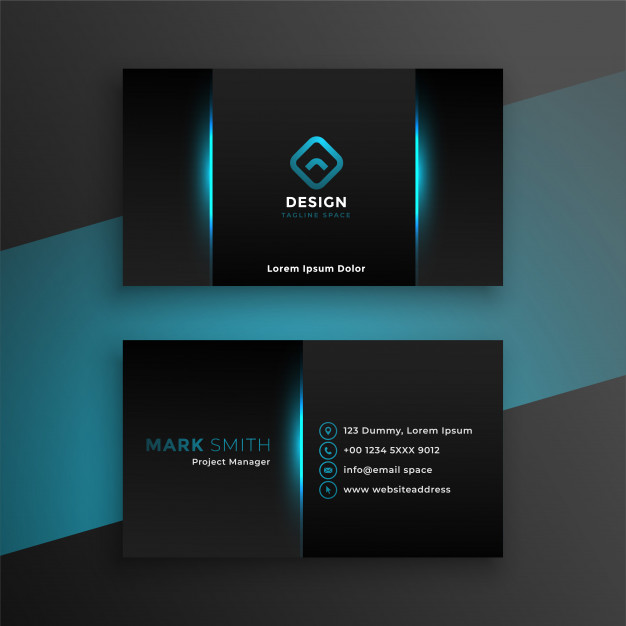 DESIGN
TAGLINE SPACE
Lorem Ipsum Dolor
MARK SMITH
Project Manager
123 Dummy, Lorem Ipsum
+00 1234 5XXX 9012
info@email space
www websiteaddress